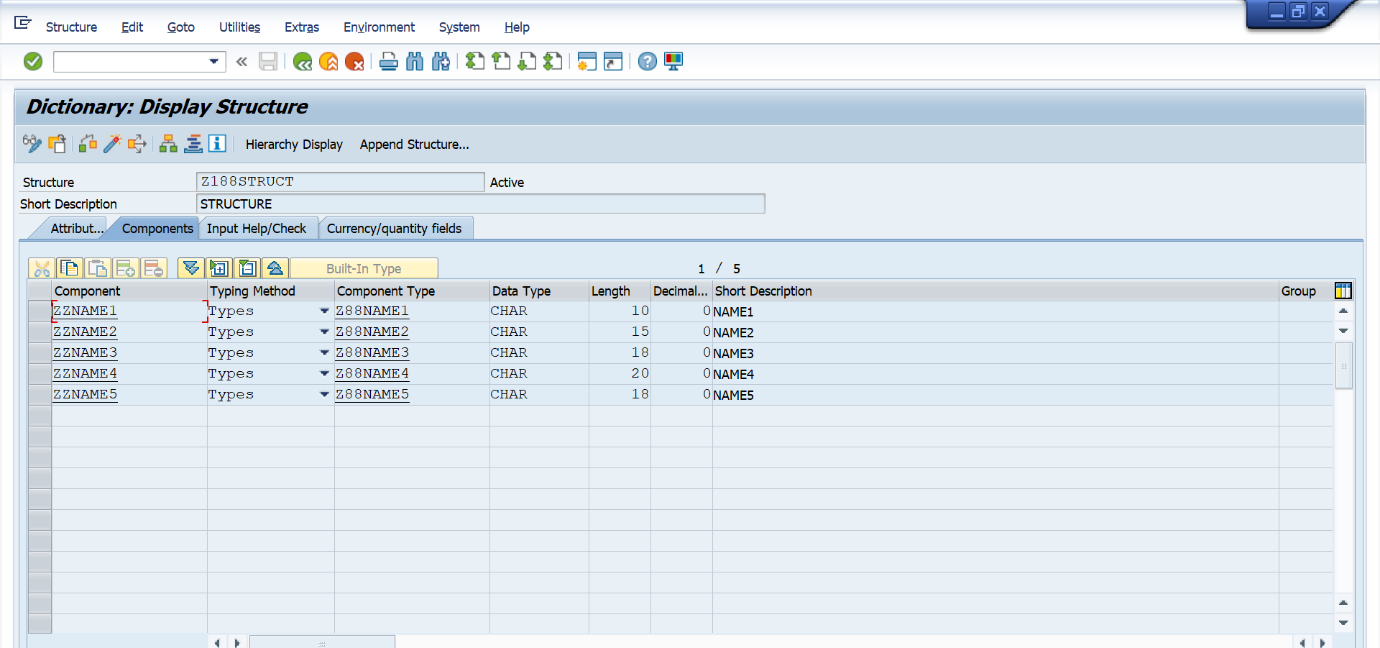 Structure Edit Goto Utilities Extras Environment System Help
Dictionary: Display Structure
Hierarchy Display Append Structure...
Structure Z188STRUCT Active
Short Description STRUCTURE
Attribut... Components Input Help/Check Currency/quantity fields
Built-In Type 1 / 5
Component Typing Method Component Type Data Type Length Decimal... Short Description Group
ZZNAME1 Types Z88NAME1 CHAR 10 0 NAME1
ZZNAME2 Types Z88NAME2 CHAR 15 0 NAME2
ZZNAME3 Types Z88NAME3 CHAR 18 0 NAME3
ZZNAME4 Types Z88NAME4 CHAR 20 0 NAME4
ZZNAME5 Types Z88NAME5 CHAR 18 0 NAME5